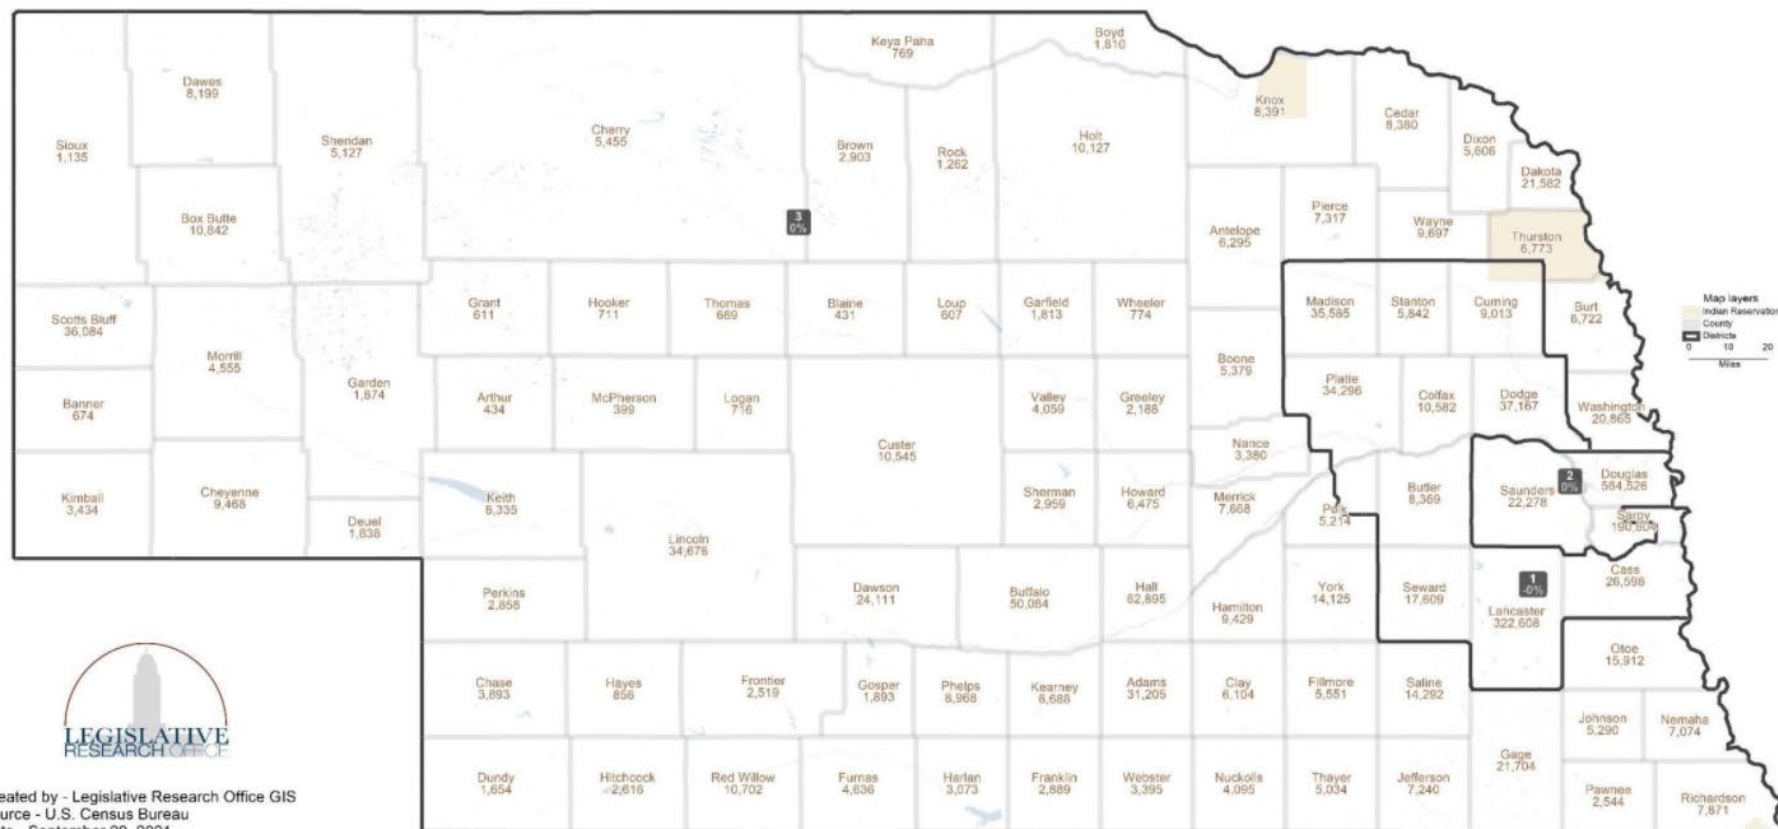 Keya Paha
769
Boyd
1,810
Dawes
8,199
Knox
8,391
Cedar
8,380
Sioux
1,135
Sheridan
5,127
Cherry
5,455
Brown
2,903
Rock
1,262
Holt
10,127
Dixon
5,606
Dakota
21,582
Box Butte
10,842
3
0%
Antelope
6,295
Pierce
7,317
Wayne
9,697
Thurston
6,773
Scotts Bluff
36,084
Grant
611
Hooker
711
Thomas
669
Blaine
431
Loup
607
Garfield
1,813
Wheeler
774
Madison
35,585
Stanton
5,842
Cuming
9,013
Burt
6,722
Map layers
Indian Reservation
County
Districts
0 10 20
Miles
Morrill
4,555
Garden
1,874
Banner
674
Arthur
434
McPherson
399
Logan
716
Custer
10,545
Valley
4,059
Greeley
2,188
Boone
5,379
Platte
34,296
Colfax
10,582
Dodge
37,167
Washington
20,865
Nance
3,380
Kimball
3,434
Cheyenne
9,468
Deuel
1,838
Keith
8,335
Lincoln
34,676
Sherman
2,959
Howard
6,475
Merrick
7,668
Polk
5,214
Butler
8,369
Saunders
22,278
2
0%
Douglas
584,526
Sarpy
Perkins
2,858
Dawson
24,111
Buffalo
50,084
Hall
62,895
Hamilton
9,429
York
14,125
Seward
17,609
1
-0%
Lancaster
322,608
Cass
26,598
Otoe
15,912
Chase
3,893
Hayes
856
Frontier
2,519
Gosper
1,893
Phelps
8,968
Kearney
6,688
Adams
31,205
Clay
6,104
Fillmore
5,551
Saline
14,292
Johnson
5,290
Nemaha
7,074
Gage
21,704
Dundy
1,654
Hitchcock
2,616
Red Willow
10,702
Furnas
4,636
Harlan
3,073
Franklin
2,889
Webster
3,395
Nuckolls
4,095
Thayer
5,034
Jefferson
7,240
Pawnee
2,544
Richardson
7,871
LEGISLATIVE
RESEARCH OFFICE
eated by - Legislative Research Office GIS
urce - U.S. Census Bureau